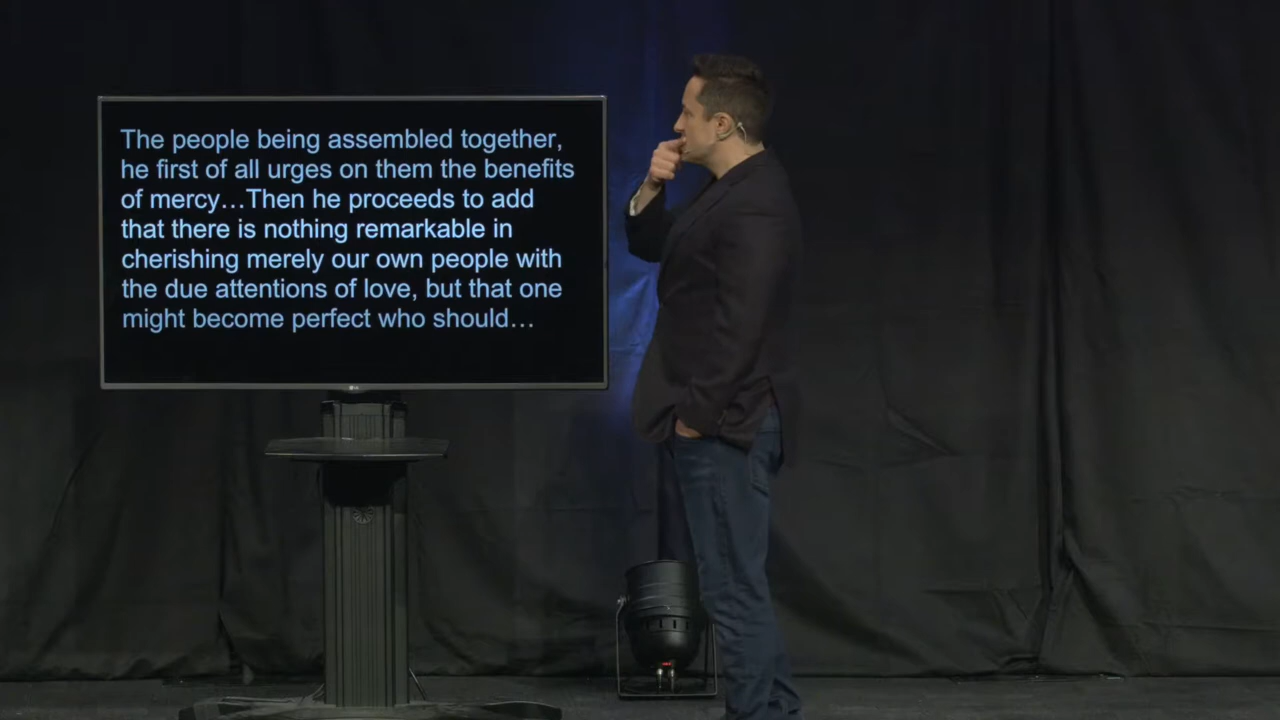 The people being assembled together,
he first of all urges on them the benefits
of mercy…Then he proceeds to add
that there is nothing remarkable in
cherishing merely our own people with
the due attentions of love, but that one
might become perfect who should…
LG